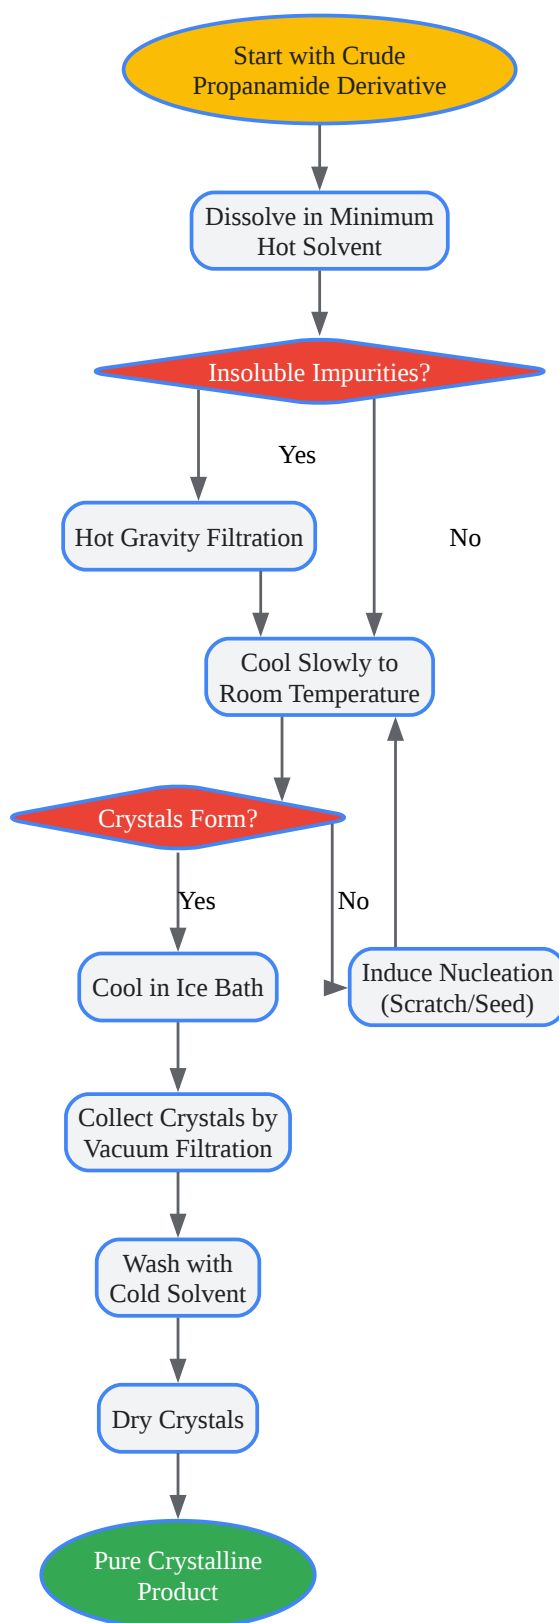 Start with Crude
Propanamide Derivative
Dissolve in Minimum
Hot Solvent
Insoluble Impurities?
Yes
Hot Gravity Filtration
No
Cool Slowly to
Room Temperature
Crystals Form?
Yes
No
Cool in Ice Bath
Induce Nucleation
(Scratch/Seed)
Collect Crystals by
Vacuum Filtration
Wash with
Cold Solvent
Dry Crystals
Pure Crystalline
Product